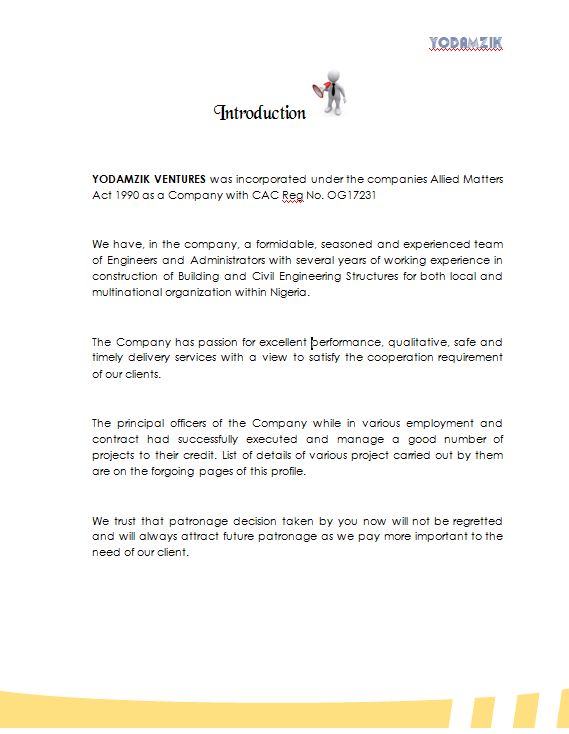 YODAMZIK
Introduction
YODAMZIK VENTURES was incorporated under the companies Allied Matters
Act 1990 as a Company with CAC Reg No. OG17231
We have, in the company, a formidable, seasoned and experienced team
of Engineers and Administrators with several years of working experience in
construction of Building and Civil Engineering Structures for both local and
multinational organization within Nigeria.
The Company has passion for excellent performance, qualitative, safe and
timely delivery services with a view to satisfy the cooperation requirement
of our clients.
The principal officers of the Company while in various employment and
contract had successfully executed and manage a good number of
projects to their credit. List of details of various project carried out by them
are on the forgoing pages of this profile.
We trust that patronage decision taken by you now will not be regretted
and will always attract future patronage as we pay more important to the
need of our client.